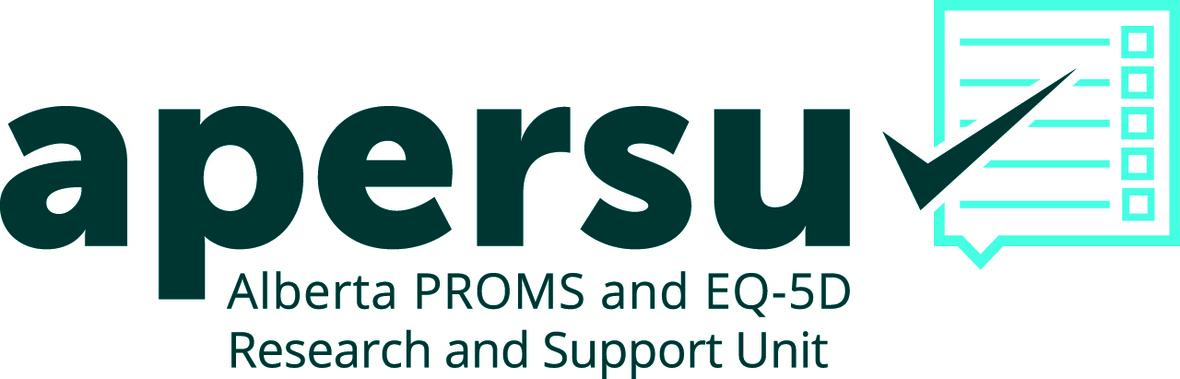 apersu
Alberta PROMS and EQ-5D
Research and Support Unit